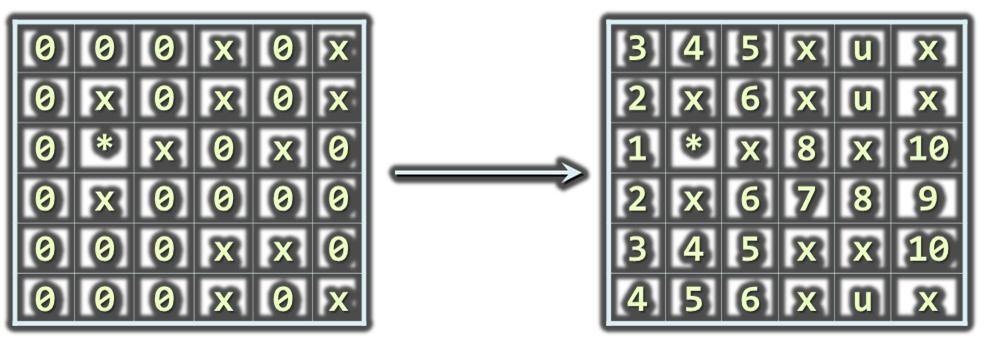 0 0 0 x 0 x
0 x 0 x 0 x
0 * x 0 x 0
0 x 0 0 0 0
0 0 0 x x 0
0 0 0 x 0 x
3 4 5 x u x
2 x 6 x u x
1 * x 8 x 10
2 x 6 7 8 9
3 4 5 x x 10
4 5 6 x u x